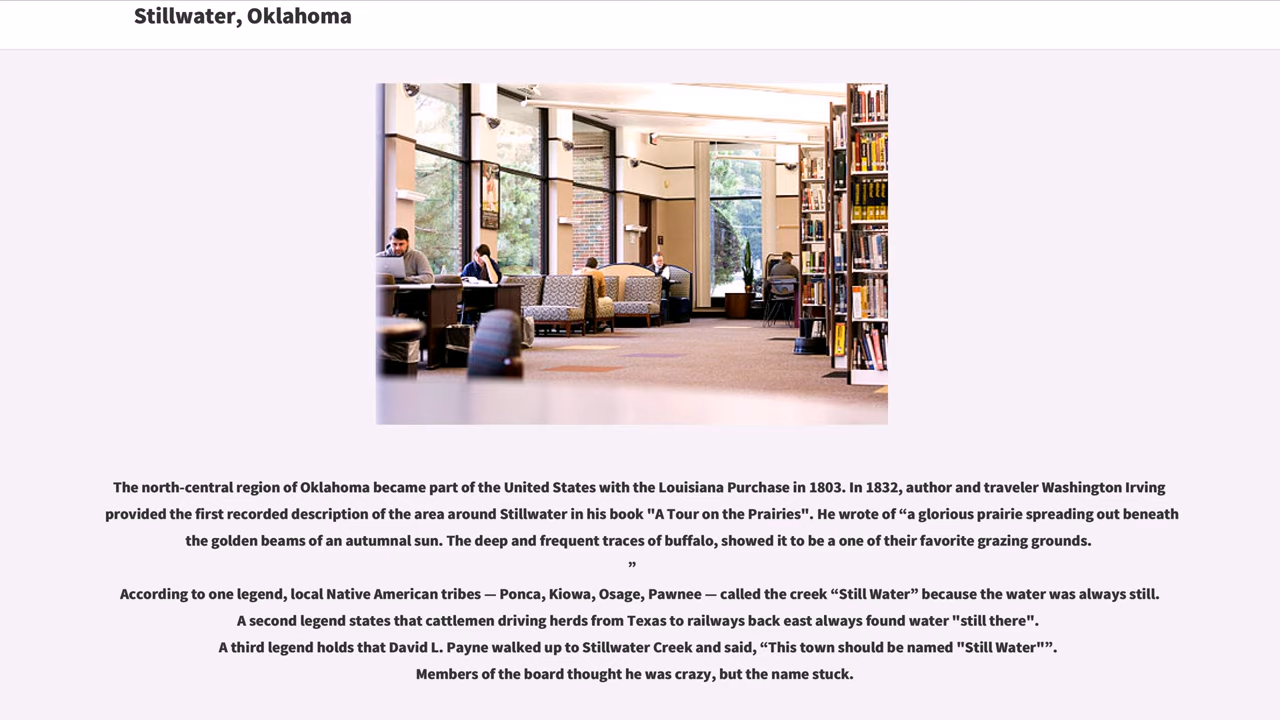 Stillwater, Oklahoma
The north-central region of Oklahoma became part of the United States with the Louisiana Purchase in 1803. In 1832, author and traveler Washington Irving
provided the first recorded description of the area around Stillwater in his book "A Tour on the Prairies". He wrote of “a glorious prairie spreading out beneath
the golden beams of an autumnal sun. The deep and frequent traces of buffalo, showed it to be a one of their favorite grazing grounds.
”
According to one legend, local Native American tribes — Ponca, Kiowa, Osage, Pawnee — called the creek “Still Water” because the water was always still.
A second legend states that cattlemen driving herds from Texas to railways back east always found water "still there".
A third legend holds that David L. Payne walked up to Stillwater Creek and said, “This town should be named "Still Water"”.
Members of the board thought he was crazy, but the name stuck.